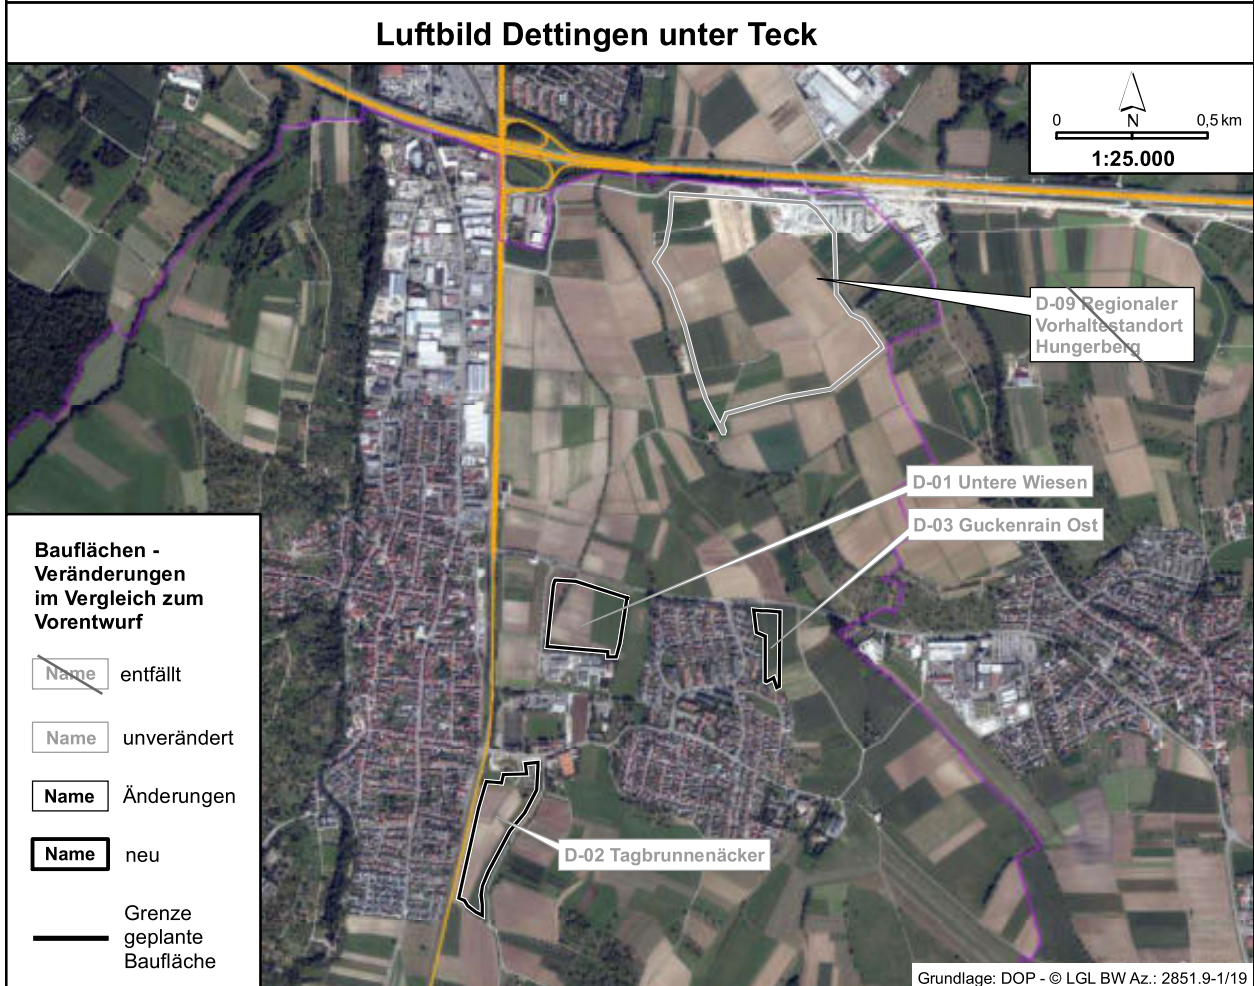 Luftbild Dettingen unter Teck
0
N
0,5 km
1:25.000
D-09 Regionaler
Vorhaltestandort
Hungerberg
D-01 Untere Wiesen
D-03 Guckenrain Ost
D-02 Tagbrunnenäcker
Bauflächen -
Veränderungen
im Vergleich zum
Vorentwurf
Name entfällt
Name unverändert
Name Änderungen
Name neu
Grenze
geplante
Baufläche
Grundlage: DOP - © LGL BW Az.: 2851.9-1/19